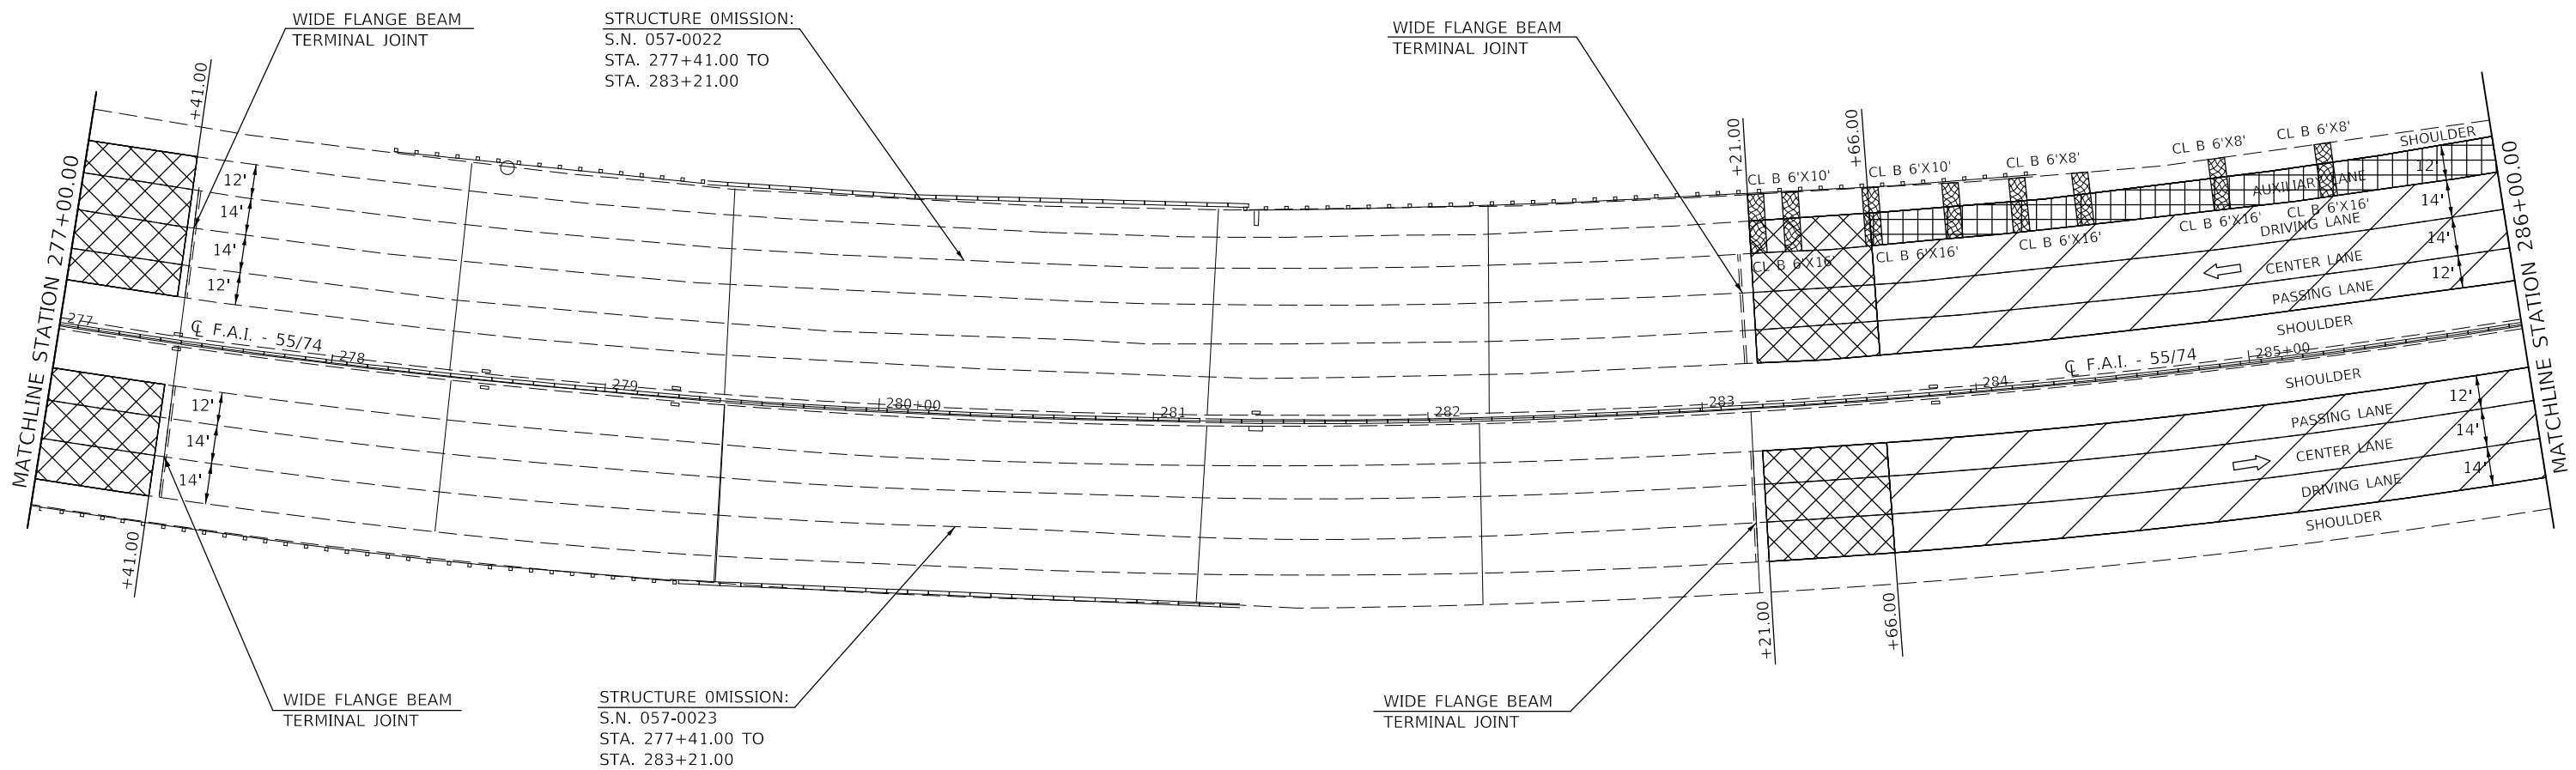 WIDE FLANGE BEAM
TERMINAL JOINT
STRUCTURE 0MISSION:
S.N. 057-0022
STA. 277+41.00 TO
STA. 283+21.00
WIDE FLANGE BEAM
TERMINAL JOINT
+41.00
+21.00
+66.00
CL B 6'X10'
CL B 6'X10'
CL B 6'X8'
CL B 6'X8'
CL B 6'X8'
SHOULDER
12'
14'
14'
12'
12'
14'
14'
12'
AUXILIARY LANE
CL B 6'X16'
CL B 6'X16'
CL B 6'X16'
CL B 6'X16'
CL B 6'X16'
DRIVING LANE
CENTER LANE
PASSING LANE
SHOULDER
MATCHLINE STATION 277+00.00
MATCHLINE STATION 286+00.00
277
℄ F.A.I. - 55/74
278
279
280+00
281
282
283
284
285+00
℄ F.A.I. - 55/74
SHOULDER
PASSING LANE
CENTER LANE
DRIVING LANE
SHOULDER
12'
14'
14'
12'
14'
14'
+41.00
+21.00
+66.00
WIDE FLANGE BEAM
TERMINAL JOINT
STRUCTURE 0MISSION:
S.N. 057-0023
STA. 277+41.00 TO
STA. 283+21.00
WIDE FLANGE BEAM
TERMINAL JOINT